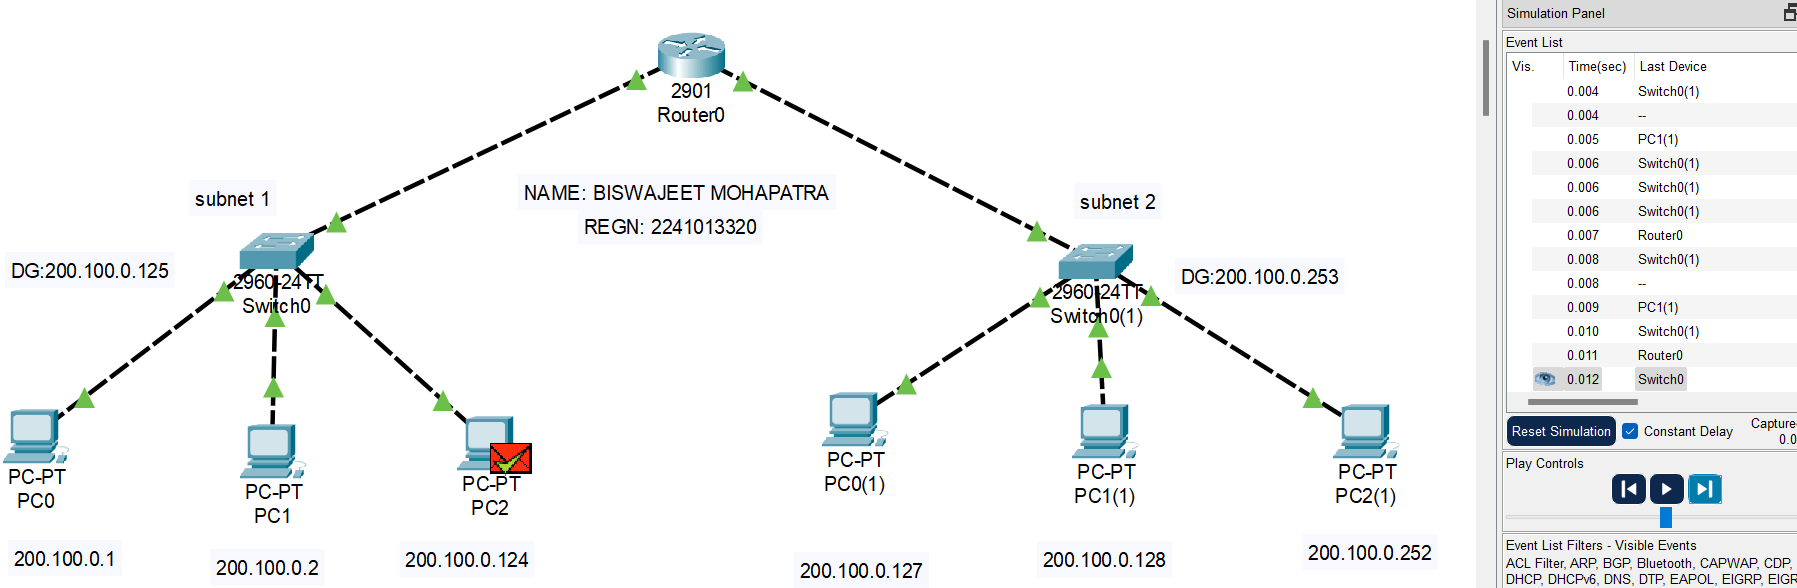 2901
Router0
subnet 1
NAME: BISWAJEET MOHAPATRA
REGN: 2241013320
subnet 2
DG:200.100.0.125
2960-24TT
Switch0
2960-24TT
Switch0(1)
DG:200.100.0.253
PC-PT
PC0
PC-PT
PC1
PC-PT
PC2
PC-PT
PC0(1)
PC-PT
PC1(1)
PC-PT
PC2(1)
200.100.0.1
200.100.0.2
200.100.0.124
200.100.0.127
200.100.0.128
200.100.0.252
Simulation Panel
Event List
Vis. Time(sec) Last Device
0.004 Switch0(1)
0.004 --
0.005 PC1(1)
0.006 Switch0(1)
0.006 Switch0(1)
0.006 Switch0(1)
0.007 Router0
0.008 Switch0(1)
0.008 --
0.009 PC1(1)
0.010 Switch0(1)
0.011 Router0
0.012 Switch0
Reset Simulation Constant Delay Capture
0.0
Play Controls
Event List Filters - Visible Events
ACL Filter, ARP, BGP, Bluetooth, CAPWAP, CDP,
DHCP, DHCPv6, DNS, DTP, EAPOL, EIGRP, EIGR